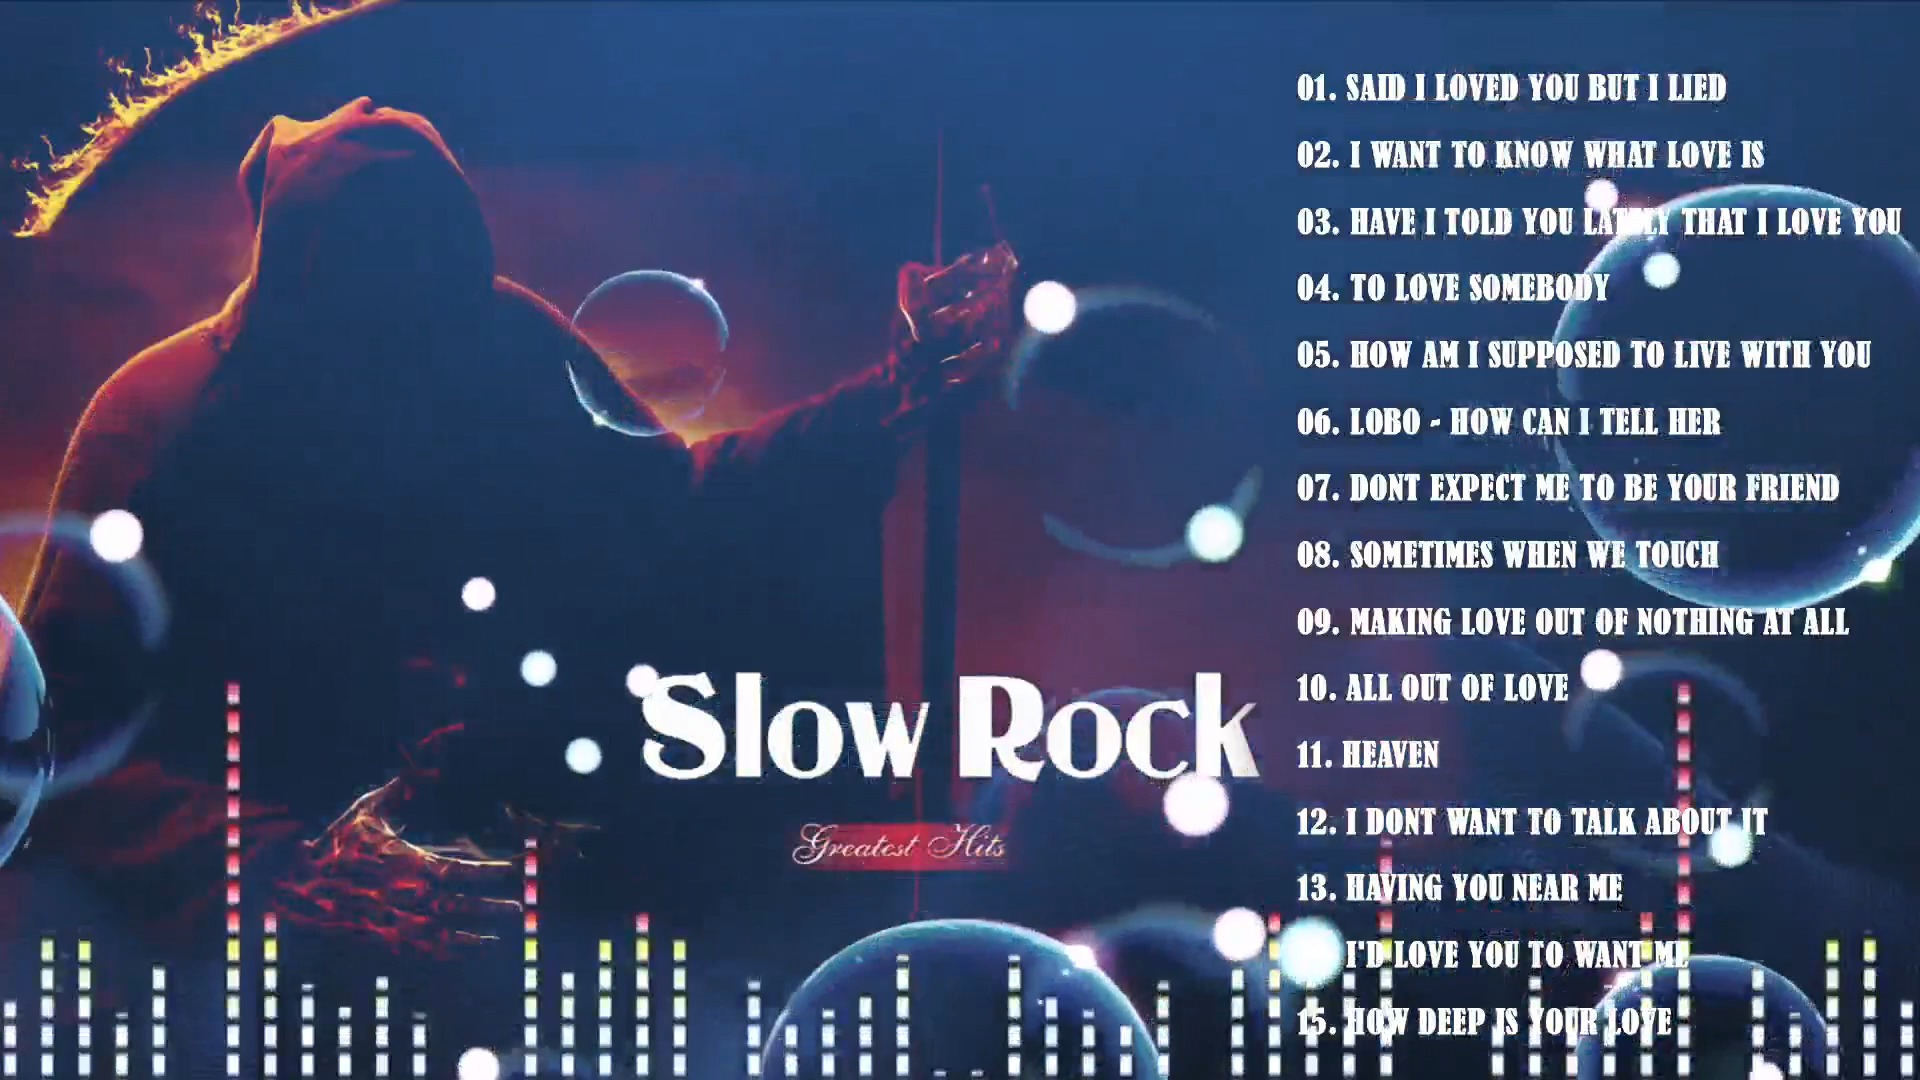 01. SAID I LOVED YOU BUT I LIED
02. I WANT TO KNOW WHAT LOVE IS
03. HAVE I TOLD YOU LATELY THAT I LOVE YOU
04. TO LOVE SOMEBODY
05. HOW AM I SUPPOSED TO LIVE WITH YOU
06. LOBO - HOW CAN I TELL HER
07. DONT EXPECT ME TO BE YOUR FRIEND
08. SOMETIMES WHEN WE TOUCH
09. MAKING LOVE OUT OF NOTHING AT ALL
10. ALL OUT OF LOVE
11. HEAVEN
12. I DONT WANT TO TALK ABOUT IT
13. HAVING YOU NEAR ME
I'D LOVE YOU TO WANT ME
15. HOW DEEP IS YOUR LOVE
Slow Rock
Greatest Hits